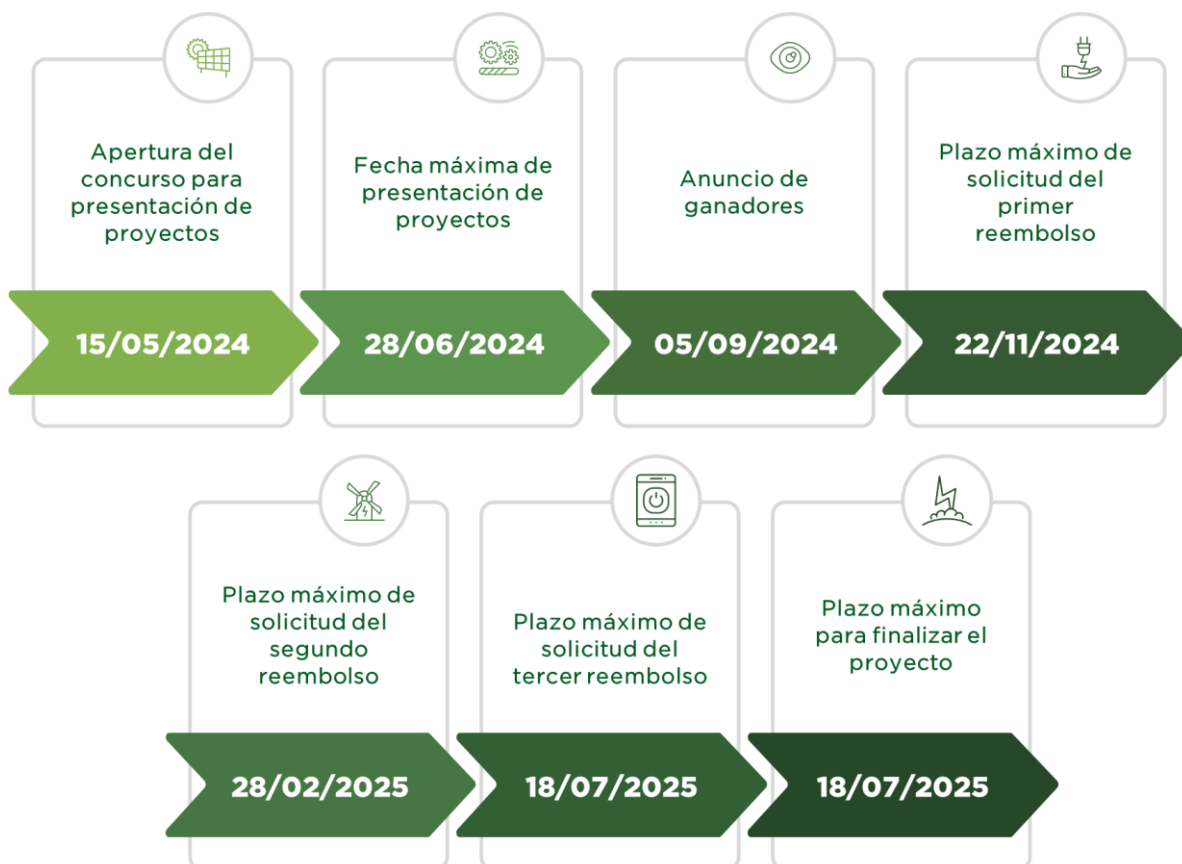 Apertura del
concurso para
presentación de
proyectos
15/05/2024
Fecha máxima de
presentación de
proyectos
28/06/2024
Anuncio de
ganadores
05/09/2024
Plazo máximo de
solicitud del
primer
reembolso
22/11/2024
Plazo máximo de
solicitud del
segundo
reembolso
28/02/2025
Plazo máximo de
solicitud del
tercer reembolso
18/07/2025
Plazo máximo
para finalizar el
proyecto
18/07/2025